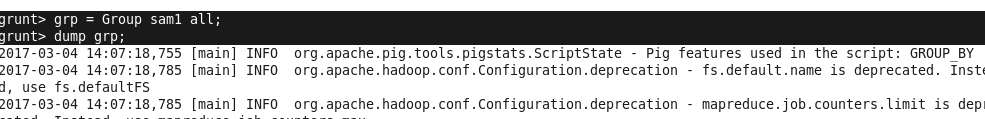 grunt> grp = Group sam1 all;
grunt> dump grp;
2017-03-04 14:07:18,755 [main] INFO  org.apache.pig.tools.pigstats.ScriptState - Pig features used in the script: GROUP_BY
2017-03-04 14:07:18,785 [main] INFO  org.apache.hadoop.conf.Configuration.deprecation - fs.default.name is deprecated. Inste
d, use fs.defaultFS
2017-03-04 14:07:18,785 [main] INFO  org.apache.hadoop.conf.Configuration.deprecation - mapreduce.job.counters.limit is depr